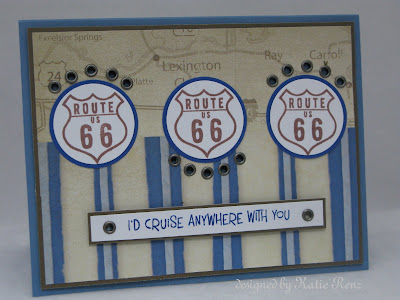 Excelsior Springs
Lexington
Ray
Carroll
24
Platte
ROUTE
US
66
ROUTE
US
66
ROUTE
US
66
I'D CRUISE ANYWHERE WITH YOU
designed by Katie Renz